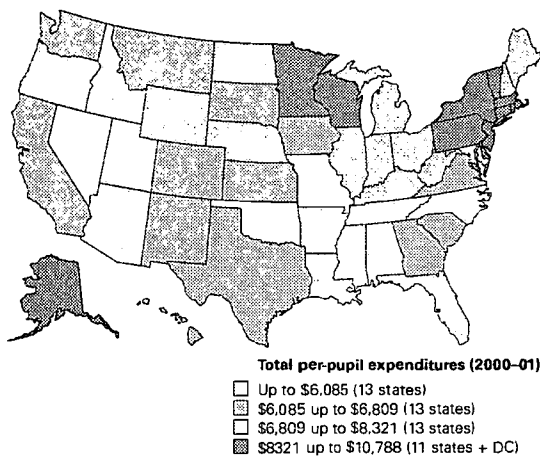 Total per-pupil expenditures (2000–01)
Up to $6,085 (13 states)
$6,085 up to $6,809 (13 states)
$6,809 up to $8,321 (13 states)
$8321 up to $10,788 (11 states + DC)